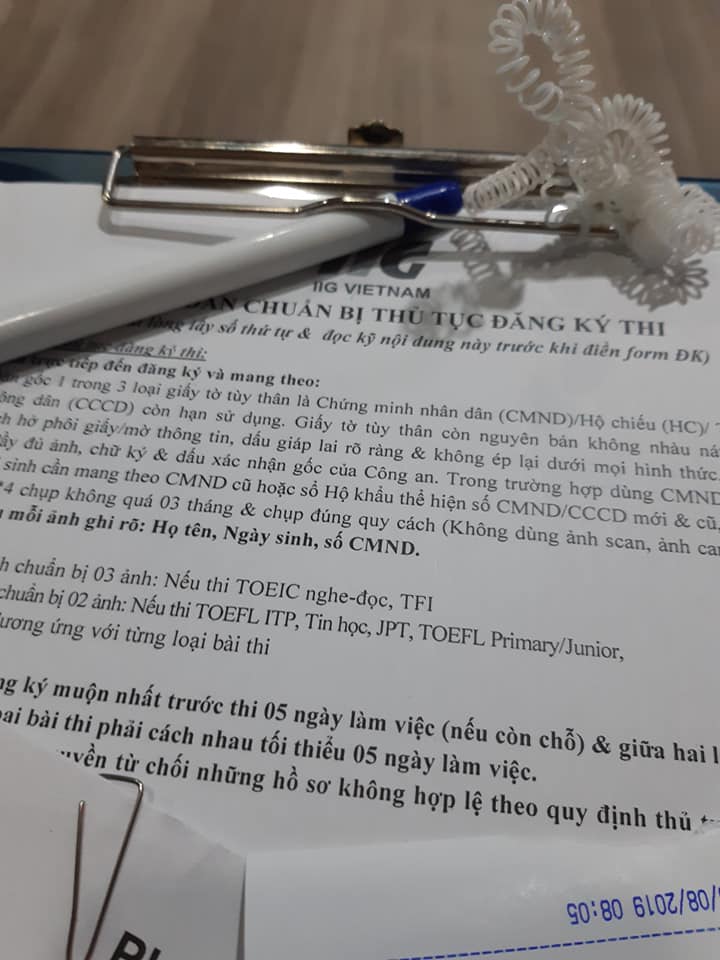 IIG
IIG VIETNAM
DẪN CHUẨN BỊ THỦ TỤC ĐĂNG KÝ THI
lòng lấy số thứ tự & đọc kỹ nội dung này trước khi điền form ĐK)
đăng ký thi:
trực tiếp đến đăng ký và mang theo:
gốc 1 trong 3 loại giấy tờ tùy thân là Chứng minh nhân dân (CMND)/Hộ chiếu (HC)/
dân (CCCD) còn hạn sử dụng. Giấy tờ tùy thân còn nguyên bản không nhàu
hở phôi giấy/mờ thông tin, dấu giáp lai rõ ràng & không ép lại dưới mọi hình thức.
đủ ảnh, chữ ký & dấu xác nhận gốc của Công an. Trong trường hợp dùng CMND
sinh cần mang theo CMND cũ hoặc sổ Hộ khẩu thể hiện số CMND/CCCD mới & cũ,
*4 chụp không quá 03 tháng & chụp đúng quy cách (Không dùng ảnh scan, ảnh
mỗi ảnh ghi rõ: Họ tên, Ngày sinh, số CMND.
chuẩn bị 03 ảnh: Nếu thi TOEIC nghe-đọc, TFI
chuẩn bị 02 ảnh: Nếu thi TOEFL ITP, Tin học, JPT, TOEFL Primary/Junior,
tương ứng với từng loại bài thi
ký muộn nhất trước thi 05 ngày làm việc (nếu còn chỗ) & giữa hai
bài thi phải cách nhau tối thiểu 05 ngày làm việc.
từ chối những hồ sơ không hợp lệ theo quy định thủ
/08/2019 08:05